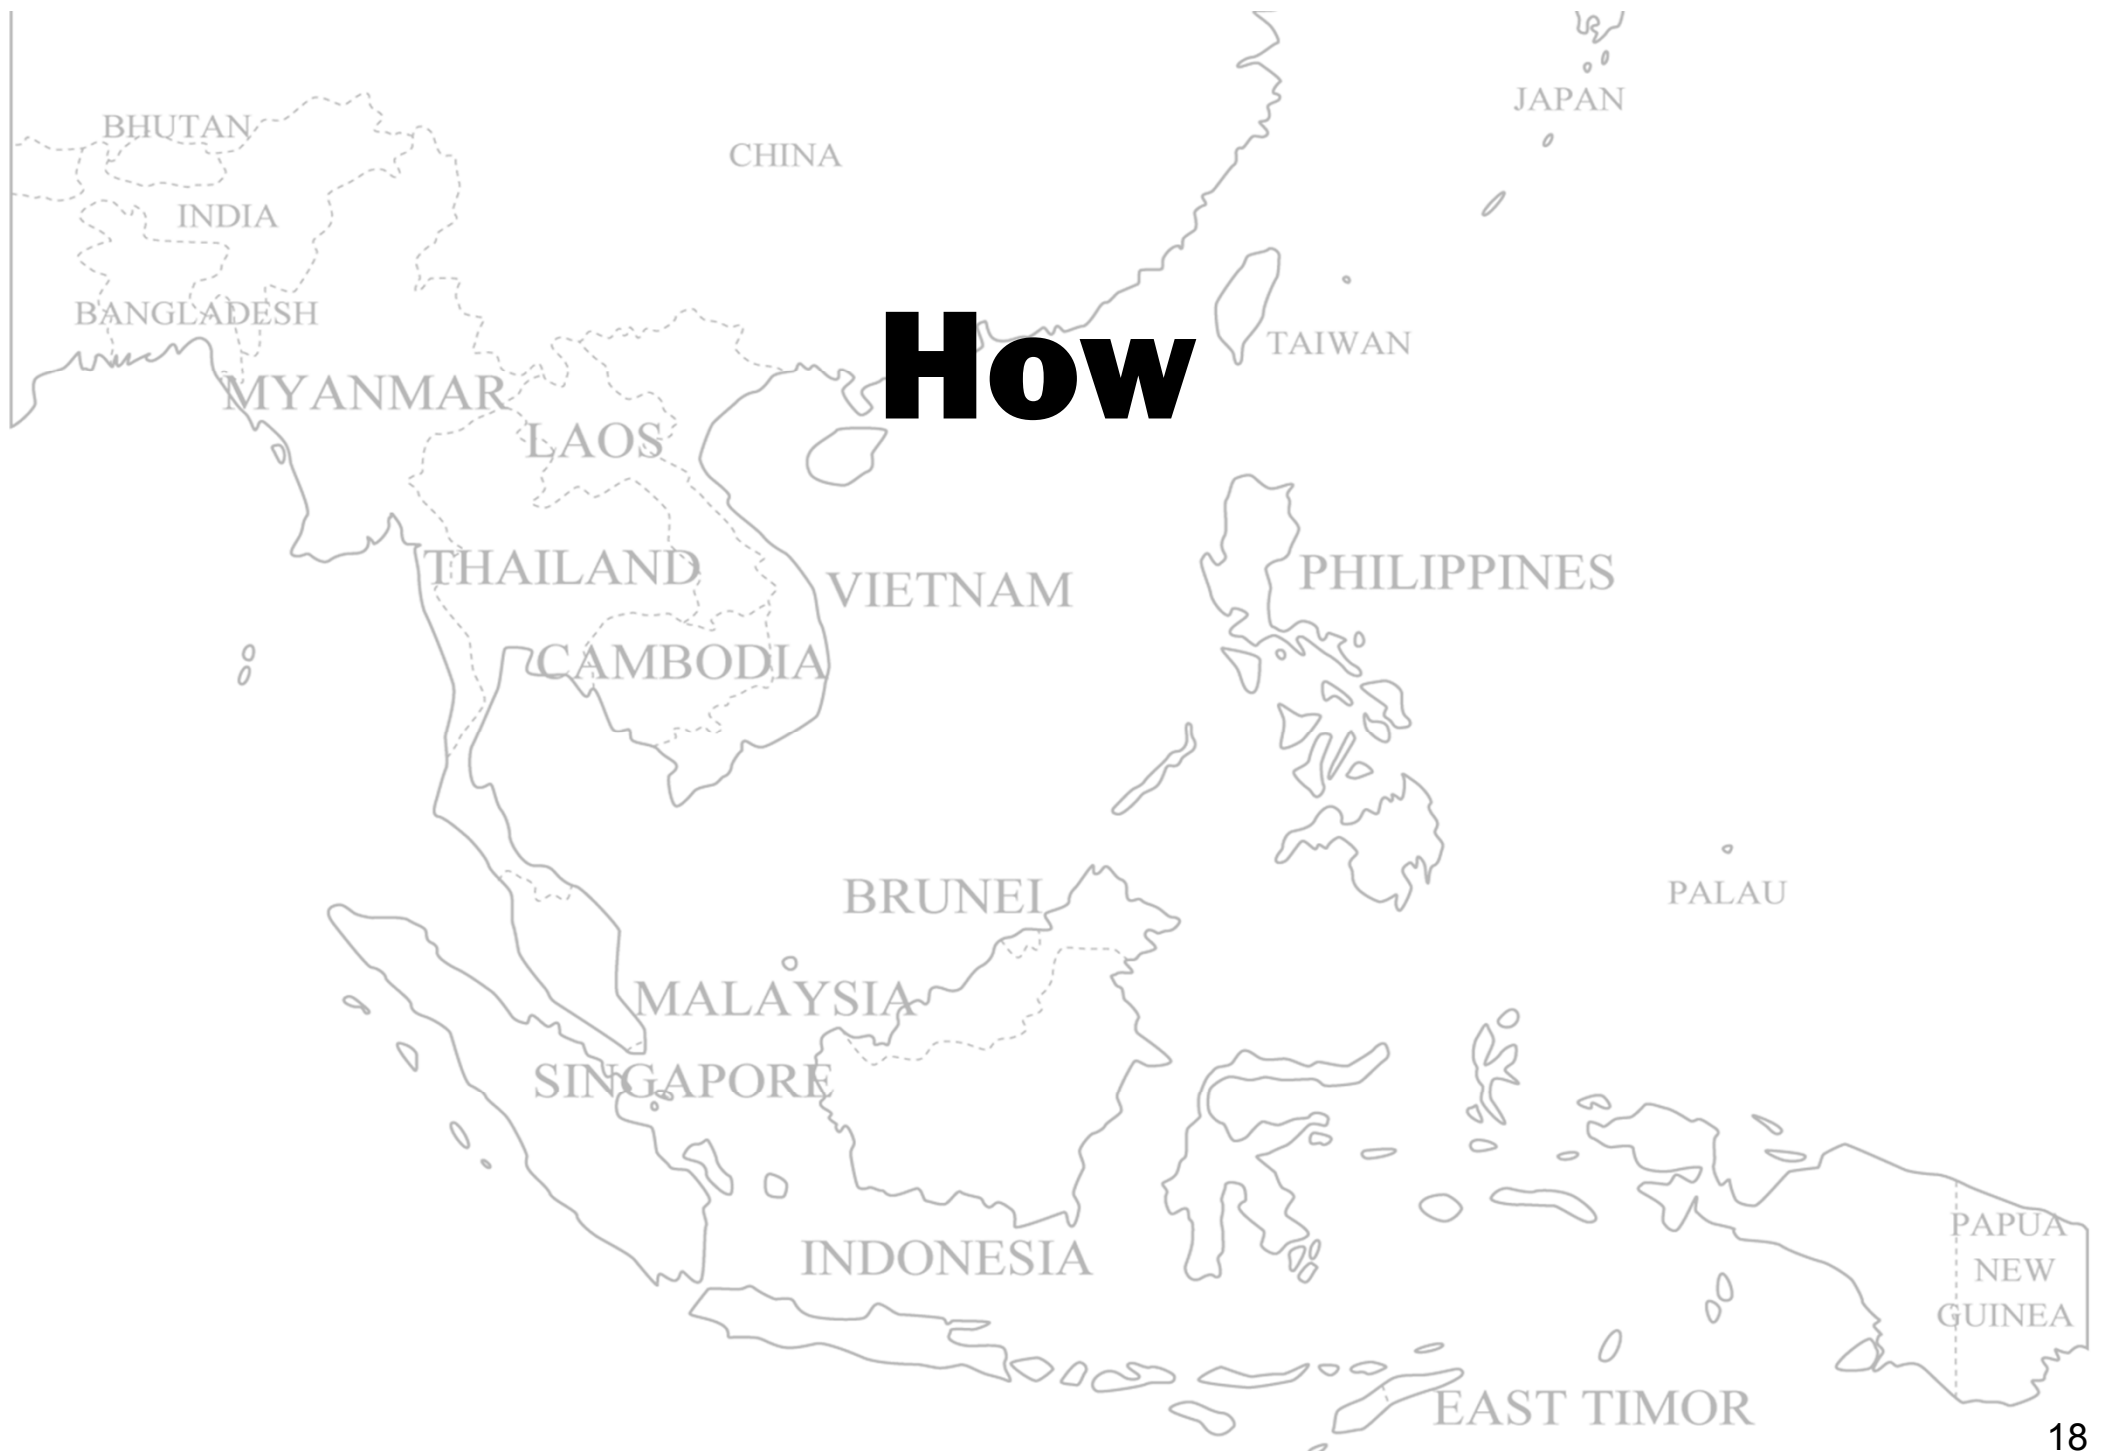 JAPAN
BHUTAN
CHINA
INDIA
BANGLADESH
How
TAIWAN
MYANMAR
LAOS
THAILAND
VIETNAM
PHILIPPINES
CAMBODIA
BRUNEI
PALAU
MALAYSIA
SINGAPORE
INDONESIA
PAPUA
NEW
GUINEA
EAST TIMOR
18